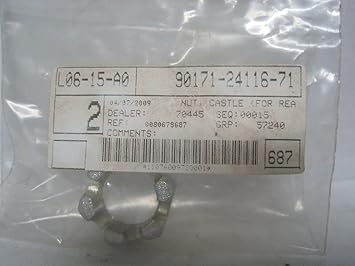 L06-15-A0 90171-24116-71
2 04/07/2009 NUT, CASTLE (FOR REA
DEALER: 70445 SEQ:00015
REF: 0080679687 GRP: 57240
COMMENTS:
687